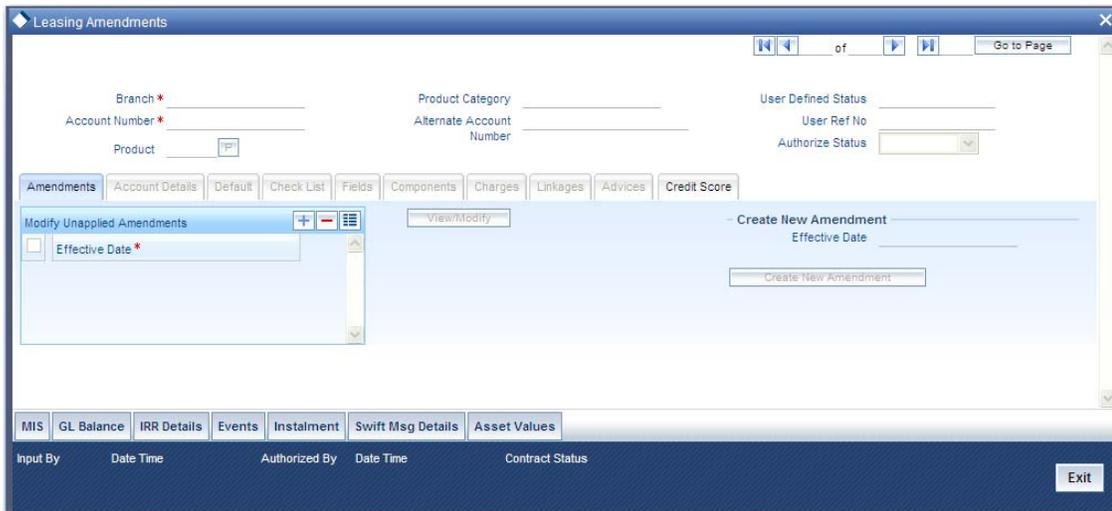 Leasing Amendments
of
Go to Page
Branch *
Product Category
User Defined Status
Account Number *
Alternate Account Number
User Ref No
Product
P
Authorize Status
Amendments Account Details Default Check List Fields Components Charges Linkages Advices Credit Score
Modify Unapplied Amendments
Effective Date *
View/Modify
Create New Amendment
Effective Date
Create New Amendment
MIS GL Balance IRR Details Events Instalment Swift Msg Details Asset Values
Input By Date Time Authorized By Date Time Contract Status
Exit